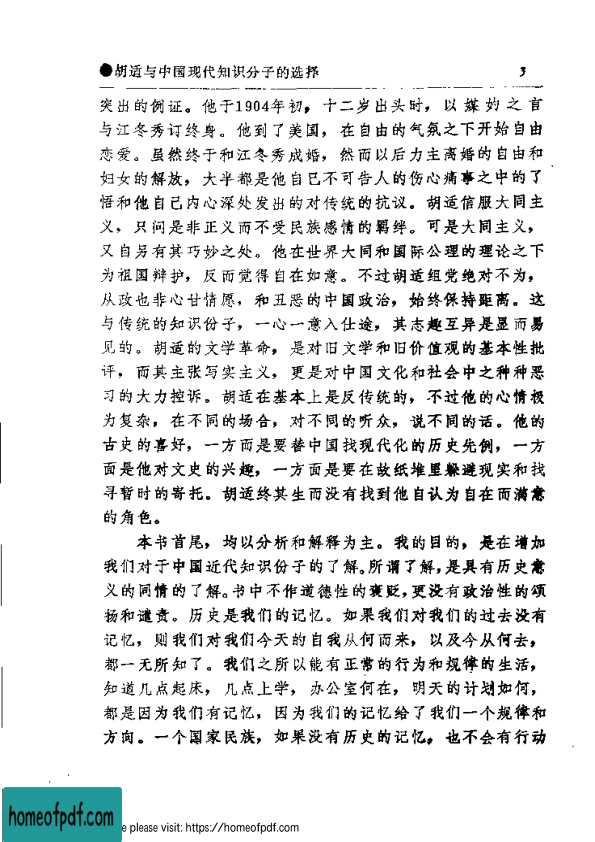 ●胡适与中国现代知识分子的选择 3
突出的例证。他于1904年初，十二岁出头时，以媒妁之言
与江冬秀订终身。他到了美国，在自由的气氛之下开始自由
恋爱。虽然终于和江冬秀成婚，然而以后力主离婚的自由和
妇女的解放，大半都是他自己不可告人的伤心痛事之中的了
悟和他自己内心深处发出的对传统的抗议。胡适信服大同主
义，只问是非正义而不受民族感情的羁绊。可是大同主义，
又自另有其巧妙之处。他在世界大同和国际公理的理论之下
为祖国辩护，反而觉得自在如意。不过胡适组党绝对不为，
从政也非心甘情愿，和丑恶的中国政治，始终保持距离。这
与传统的知识份子，一心一意入仕途，其志趣互异是显而易
见的。胡适的文学革命，是对旧文学和旧价值观的基本性批
评，而其主张写实主义，更是对中国文化和社会中之种种恶
习的大力控诉。胡适在基本上是反传统的，不过他的心情极
为复杂，在不同的场合，对不同的听众，说不同的话。他的
古史的喜好，一方面是要替中国找现代化的历史先例，一方
面是他对文史的兴趣，一方面是要在故纸堆里躲避现实和找
寻暂时的寄托。胡适终其生而没有找到他自认为自在而满意
的角色。
本书首尾，均以分析和解释为主。我的目的，是在增加
我们对于中国近代知识份子的了解。所谓了解，是具有历史意
义的同情的了解。书中不作道德性的褒贬，更没有政治性的颂
扬和谴责。历史是我们的记忆。如果我们对我们的过去没有
记忆，则我们对我们今天的自我从何而来，以及今从何去，
都一无所知了。我们之所以能有正常的行为和规律的生活，
知道几点起床，几点上学，办公室何在，明天的计划如何，
都是因为我们有记忆，因为我们的记忆给了我们一个规律和
方向。一个国家民族，如果没有历史的记忆，也不会有行动
homeofpdf.com
e please visit: https://homeofpdf.com